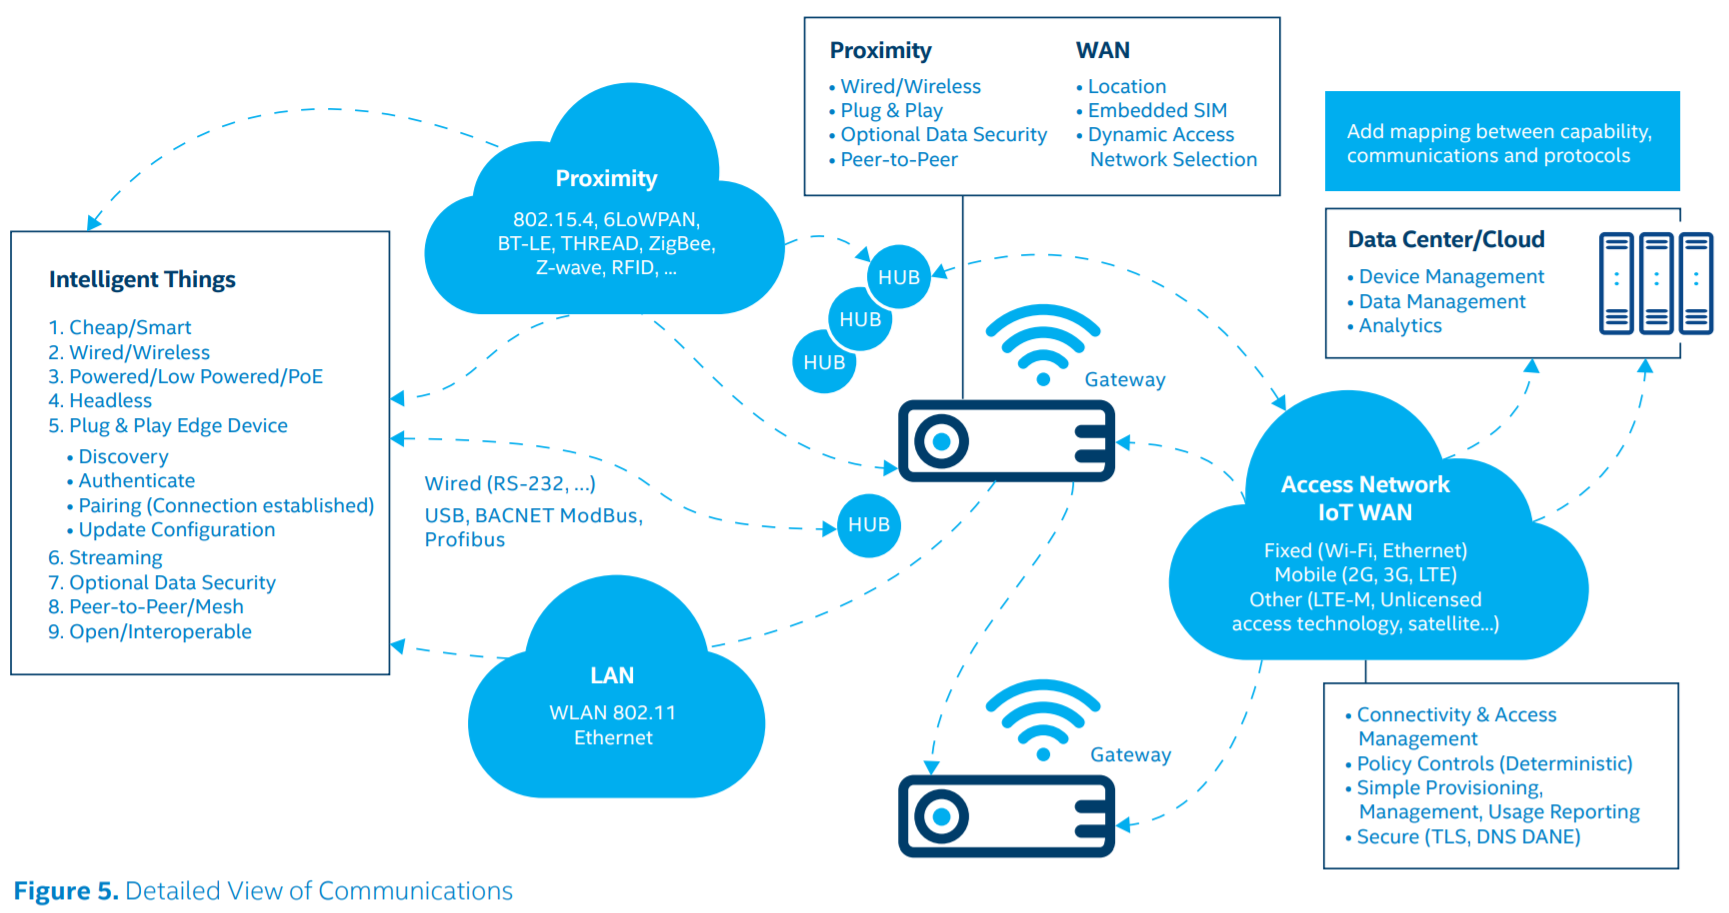 Proximity
• Wired/Wireless
• Plug & Play
• Optional Data Security
• Peer-to-Peer
WAN
• Location
• Embedded SIM
• Dynamic Access
Network Selection
Add mapping between capability,
communications and protocols
Proximity
802.15.4, 6LoWPAN,
BT-LE, THREAD, ZigBee,
Z-wave, RFID, ...
Data Center/Cloud
• Device Management
• Data Management
• Analytics
Intelligent Things
1. Cheap/Smart
2. Wired/Wireless
3. Powered/Low Powered/PoE
4. Headless
5. Plug & Play Edge Device
• Discovery
• Authenticate
• Pairing (Connection established)
• Update Configuration
6. Streaming
7. Optional Data Security
8. Peer-to-Peer/Mesh
9. Open/Interoperable
HUB
HUB
HUB
Gateway
Wired (RS-232, ...)
USB, BACNET ModBus,
Profibus
HUB
Access Network
IoT WAN
Fixed (Wi-Fi, Ethernet)
Mobile (2G, 3G, LTE)
Other (LTE-M, Unlicensed
access technology, satellite...)
LAN
WLAN 802.11
Ethernet
Gateway
• Connectivity & Access
Management
• Policy Controls (Deterministic)
• Simple Provisioning,
Management, Usage Reporting
• Secure (TLS, DNS DANE)
Figure 5. Detailed View of Communications